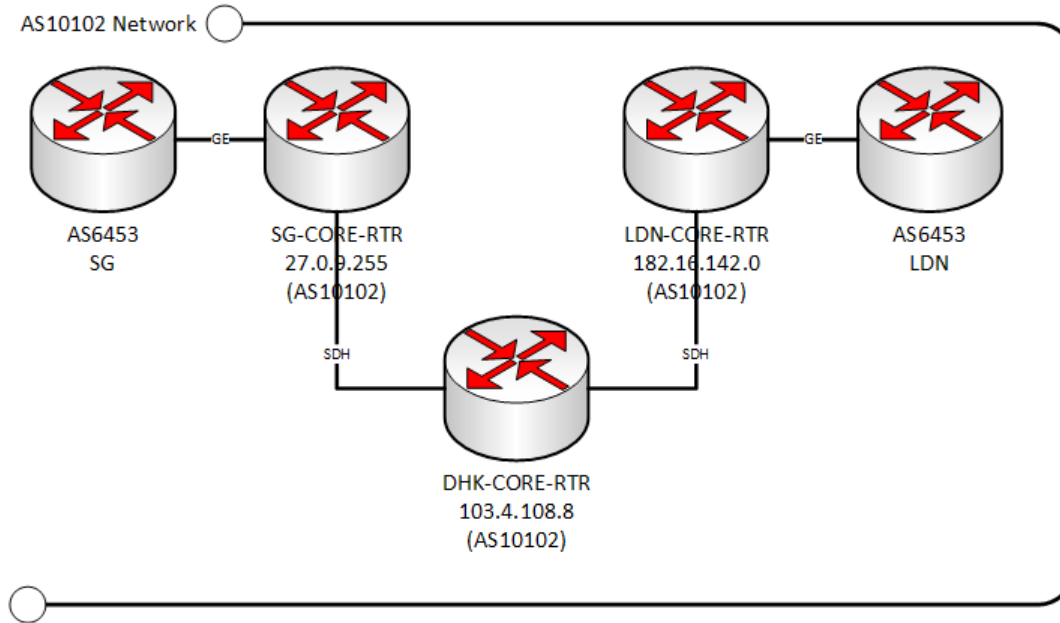 AS10102 Network
GE
GE
AS6453
SG
SG-CORE-RTR
27.0.9.255
(AS10102)
LDN-CORE-RTR
182.16.142.0
(AS10102)
AS6453
LDN
SDH
SDH
DHK-CORE-RTR
103.4.108.8
(AS10102)